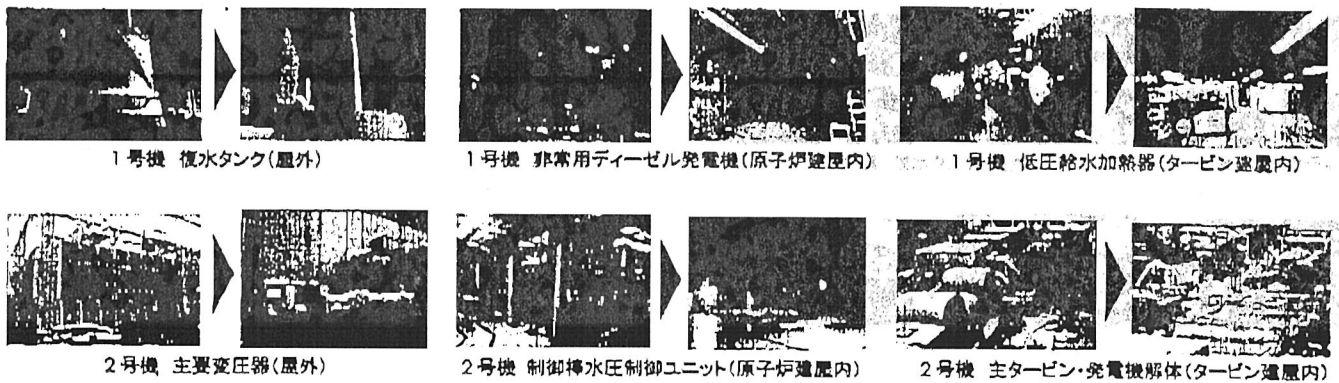 1号機 復水タンク(屋外)
1号機 非常用ディーゼル発電機(原子炉建屋内)
1号機 低圧給水加熱器(タービン建屋内)
2号機 主要変圧器(屋外)
2号機 制御棒水圧制御ユニット(原子炉建屋内)
2号機 主タービン・発電機解体(タービン建屋内)